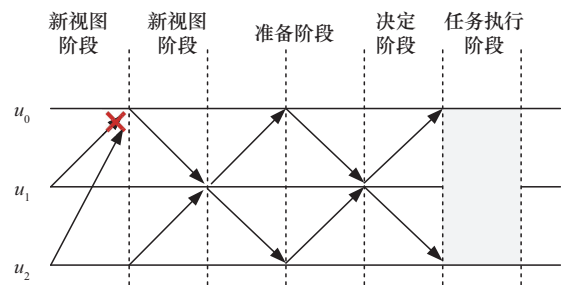 新视图 新视图 准备阶段 决定 任务执行
阶段 阶段 阶段 阶段
u0
u1
u2